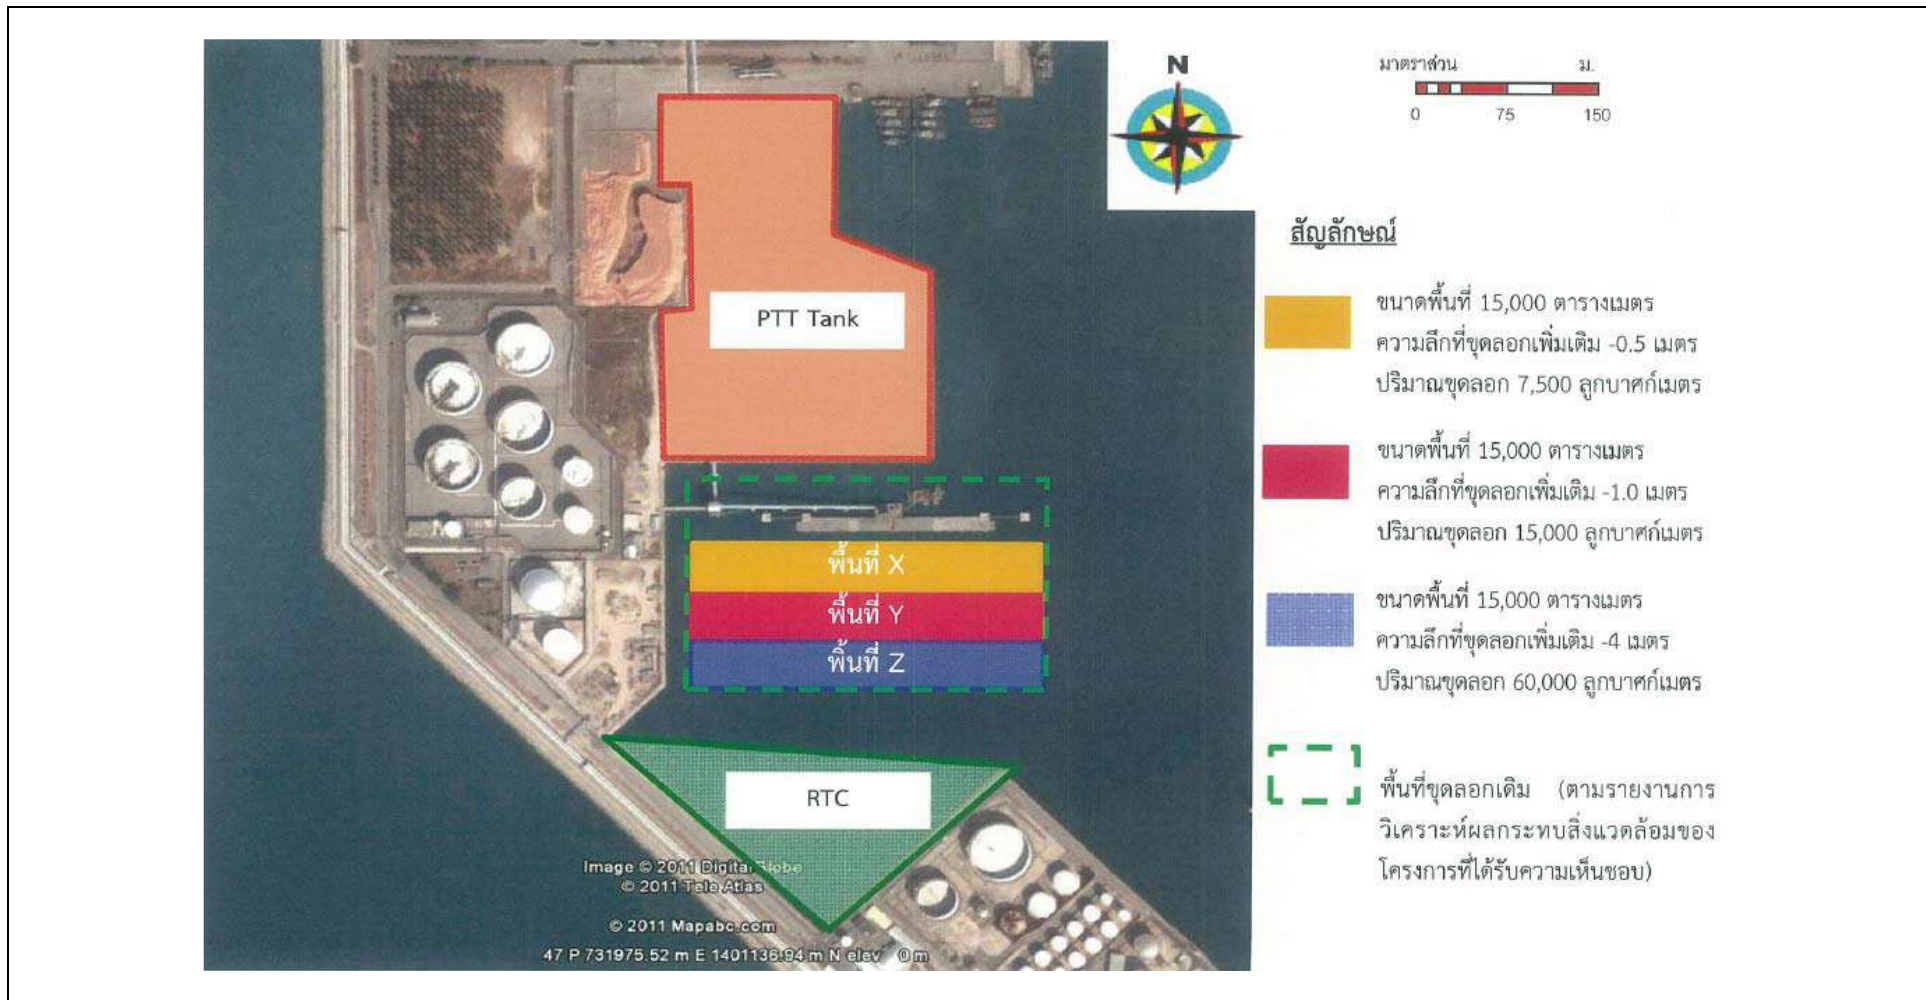 N
มาตราส่วน ม.
0 75 150
สัญลักษณ์
PTT Tank
ขนาดพื้นที่ 15,000 ตารางเมตร
ความลึกที่ขุดลอกเพิ่มเติม -0.5 เมตร
ปริมาณขุดลอก 7,500 ลูกบาศก์เมตร
ขนาดพื้นที่ 15,000 ตารางเมตร
ความลึกที่ขุดลอกเพิ่มเติม -1.0 เมตร
ปริมาณขุดลอก 15,000 ลูกบาศก์เมตร
พื้นที่ X
พื้นที่ Y
พื้นที่ Z
ขนาดพื้นที่ 15,000 ตารางเมตร
ความลึกที่ขุดลอกเพิ่มเติม -4 เมตร
ปริมาณขุดลอก 60,000 ลูกบาศก์เมตร
RTC
พื้นที่ขุดลอกเดิม (ตามรายงานการ
วิเคราะห์ผลกระทบสิ่งแวดล้อมของ
โครงการที่ได้รับความเห็นชอบ)
Image © 2011 Digital Globe
© 2011 Tele Atlas
© 2011 Mapabc.com
47 P 731975.52 m E 1401136.94 m N elev 0 m